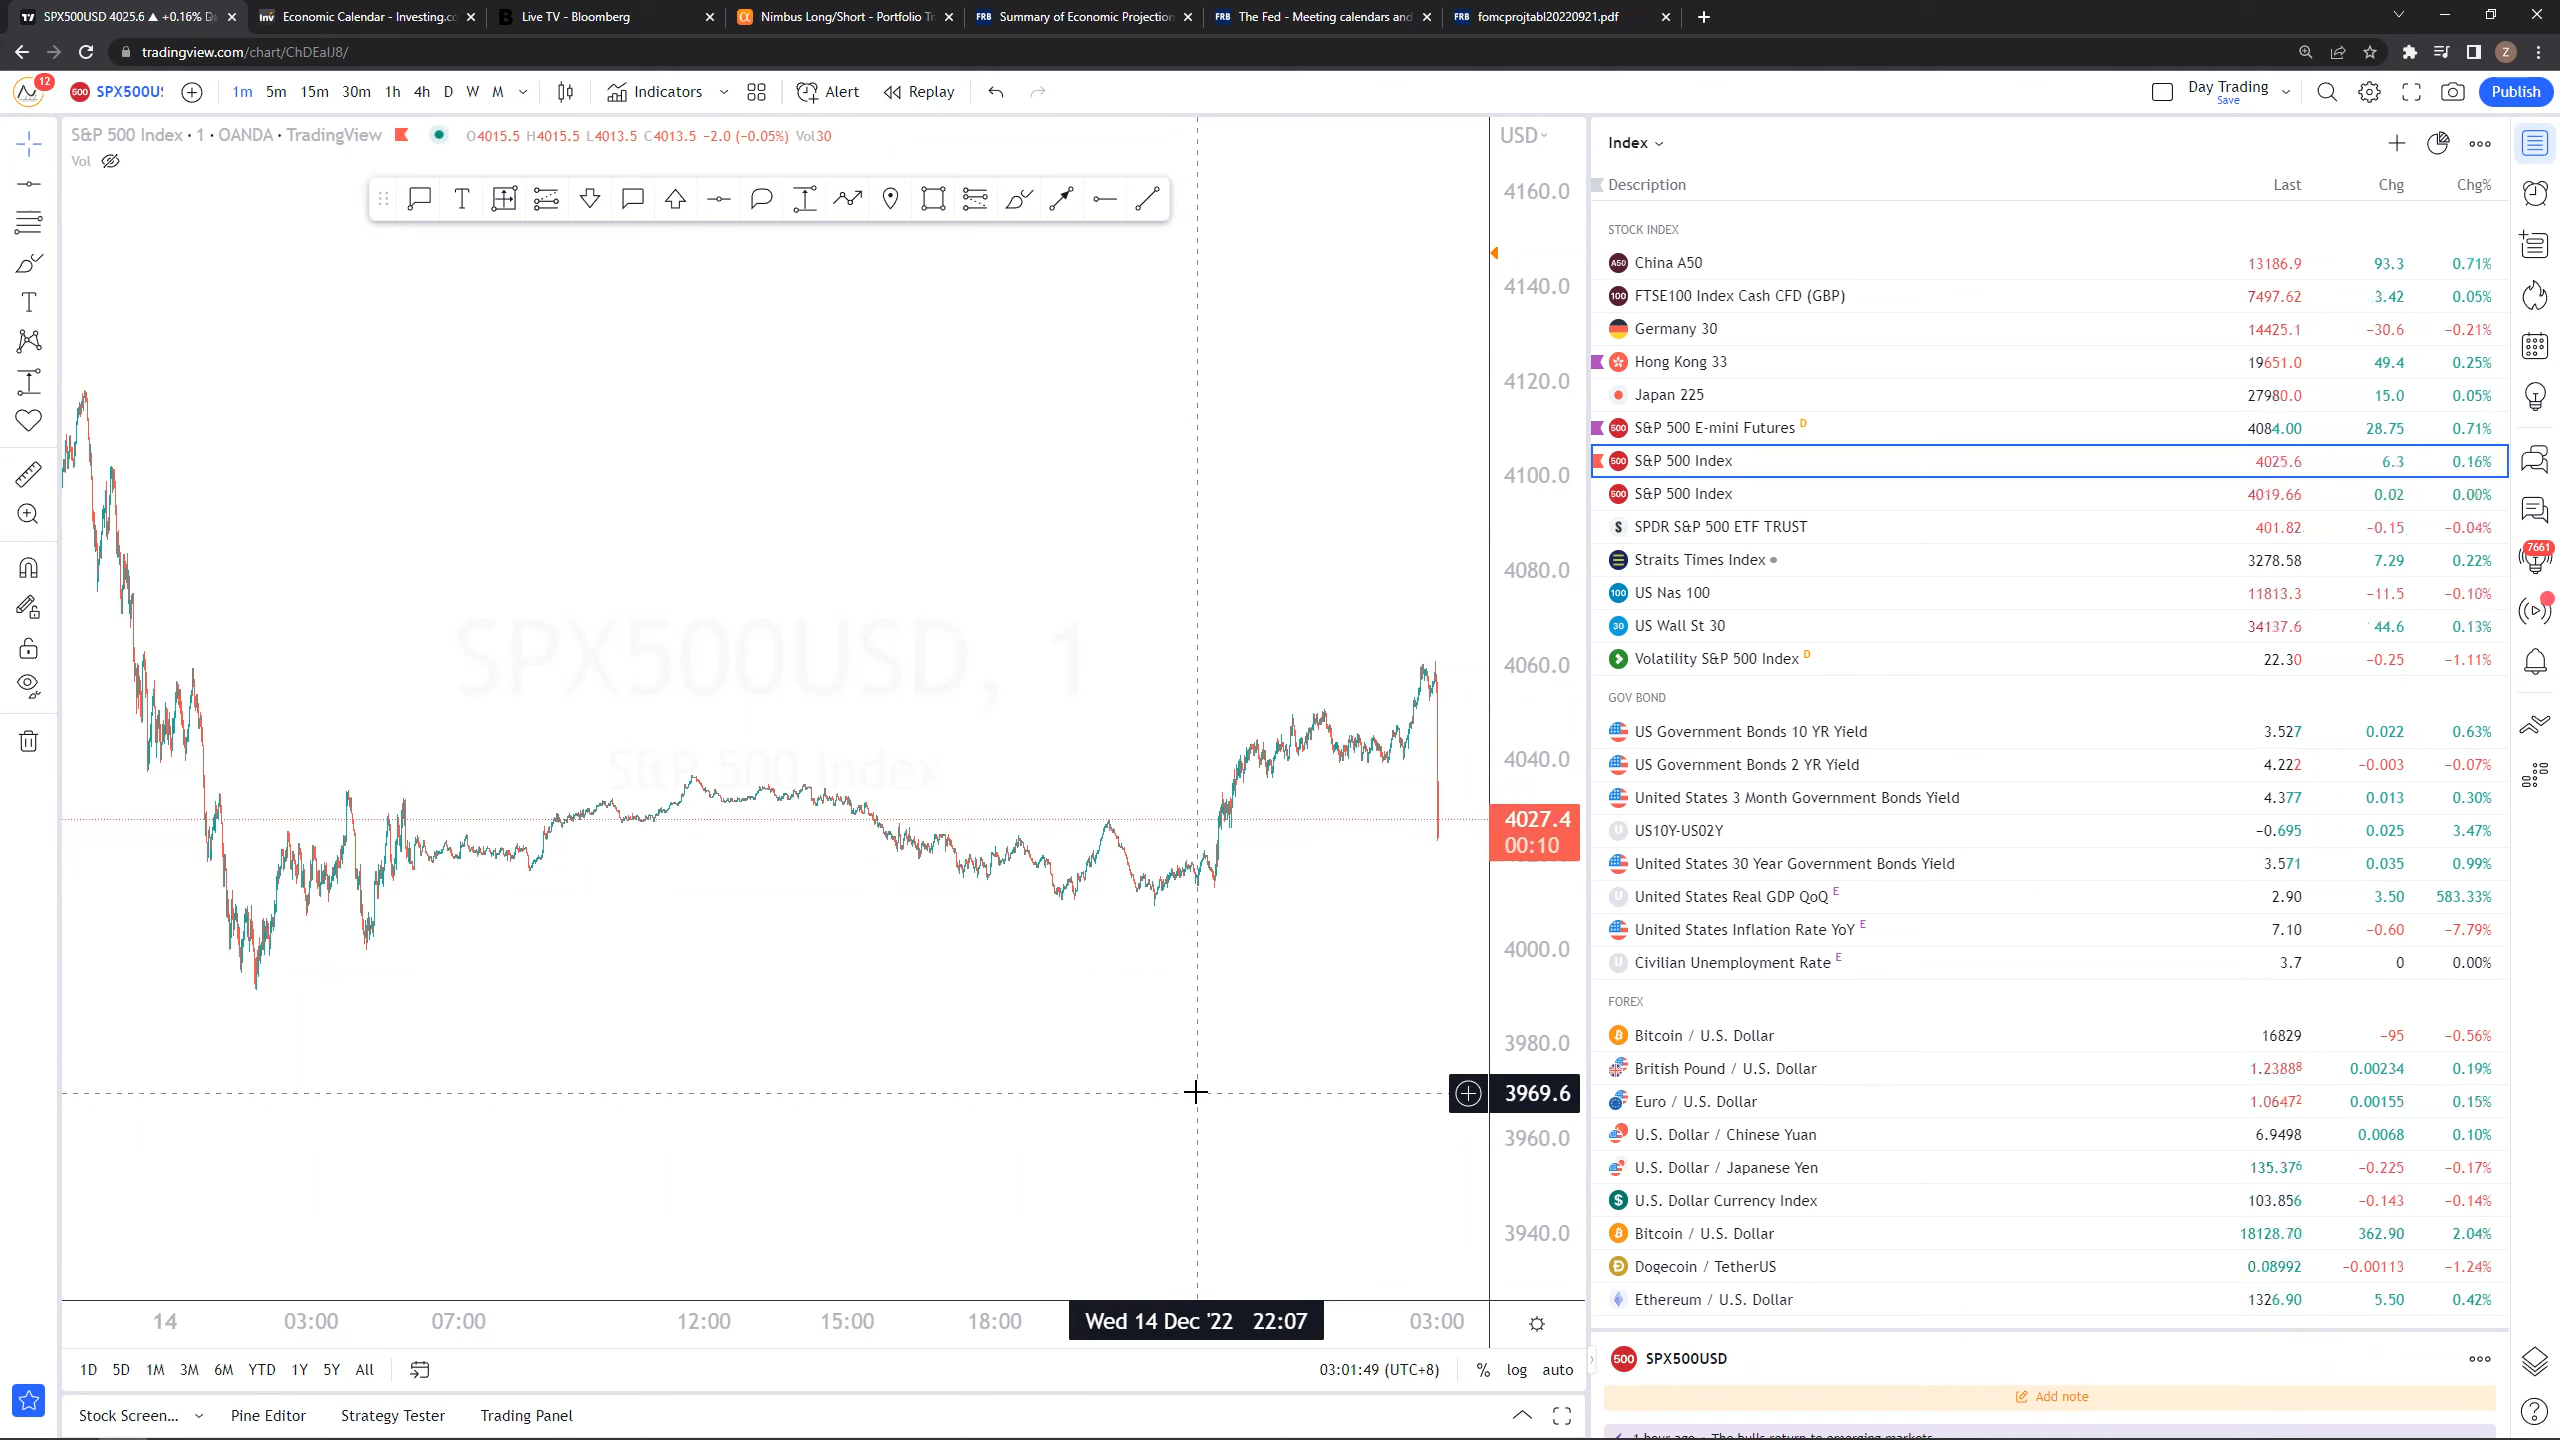 SPX500USD 4025.6 ▲ +0.16% D
Economic Calendar - Investing.co
Live TV - Bloomberg
Nimbus Long/Short - Portfolio Tr
Summary of Economic Projection
The Fed - Meeting calendars and
fomcprojtabl20220921.pdf
tradingview.com/chart/ChDEaIJ8/
12
SPX500U
1m 5m 15m 30m 1h 4h D W M
Indicators
Alert
Replay
Day Trading
Save
Publish
S&P 500 Index · 1 · OANDA · TradingView
O4015.5 H4015.5 L4013.5 C4013.5 −2.0 (−0.05%) Vol30
Vol
USD
4160.0
4140.0
4120.0
4100.0
4080.0
4060.0
4040.0
4027.4
00:10
4000.0
3980.0
3969.6
3960.0
3940.0
SPX500USD, 1
S&P 500 Index
14 03:00 07:00 12:00 15:00 18:00 Wed 14 Dec '22 22:07 03:00
1D 5D 1M 3M 6M YTD 1Y 5Y All
03:01:49 (UTC+8) % log auto
Stock Screen... Pine Editor Strategy Tester Trading Panel
Index
Description Last Chg Chg%
STOCK INDEX
China A50 13186.9 93.3 0.71%
FTSE100 Index Cash CFD (GBP) 7497.62 3.42 0.05%
Germany 30 14425.1 −30.6 −0.21%
Hong Kong 33 19651.0 49.4 0.25%
Japan 225 27980.0 15.0 0.05%
S&P 500 E-mini Futures D 4084.00 28.75 0.71%
S&P 500 Index 4025.6 6.3 0.16%
S&P 500 Index 4019.66 0.02 0.00%
SPDR S&P 500 ETF TRUST 401.82 −0.15 −0.04%
Straits Times Index 3278.58 7.29 0.22%
US Nas 100 11813.3 −11.5 −0.10%
US Wall St 30 34137.6 44.6 0.13%
Volatility S&P 500 Index D 22.30 −0.25 −1.11%
GOV BOND
US Government Bonds 10 YR Yield 3.527 0.022 0.63%
US Government Bonds 2 YR Yield 4.222 −0.003 −0.07%
United States 3 Month Government Bonds Yield 4.377 0.013 0.30%
US10Y-US02Y −0.695 0.025 3.47%
United States 30 Year Government Bonds Yield 3.571 0.035 0.99%
United States Real GDP QoQ E 2.90 3.50 583.33%
United States Inflation Rate YoY E 7.10 −0.60 −7.79%
Civilian Unemployment Rate E 3.7 0 0.00%
FOREX
Bitcoin / U.S. Dollar 16829 −95 −0.56%
British Pound / U.S. Dollar 1.23888 0.00234 0.19%
Euro / U.S. Dollar 1.06472 0.00155 0.15%
U.S. Dollar / Chinese Yuan 6.9498 0.0068 0.10%
U.S. Dollar / Japanese Yen 135.376 −0.225 −0.17%
U.S. Dollar Currency Index 103.856 −0.143 −0.14%
Bitcoin / U.S. Dollar 18128.70 362.90 2.04%
Dogecoin / TetherUS 0.08992 −0.00113 −1.24%
Ethereum / U.S. Dollar 1326.90 5.50 0.42%
SPX500USD
Add note
1 hour ago · The bulls return to emerging markets
7661